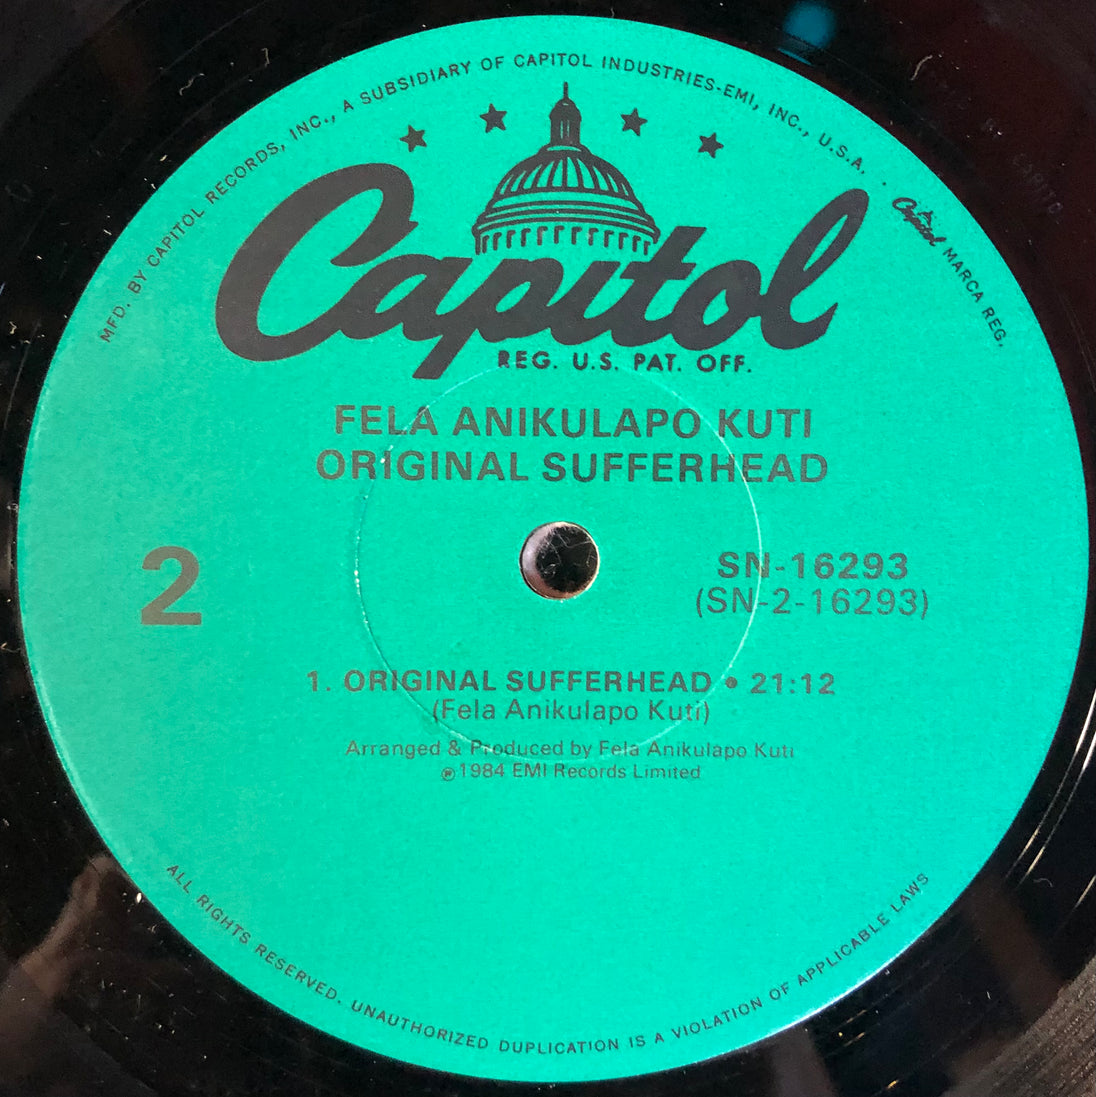 MFD. BY CAPITOL RECORDS, INC., A SUBSIDIARY OF CAPITOL INDUSTRIES-EMI, INC., U.S.A. . Capitol MARCA REG.
Capitol
REG. U.S. PAT. OFF.
FELA ANIKULAPO KUTI
ORIGINAL SUFFERHEAD
2
SN-16293
(SN-2-16293)
1. ORIGINAL SUFFERHEAD • 21:12
(Fela Anikulapo Kuti)
Arranged & Produced by Fela Anikulapo Kuti
℗1984 EMI Records Limited
ALL RIGHTS RESERVED. UNAUTHORIZED DUPLICATION IS A VIOLATION OF APPLICABLE LAWS